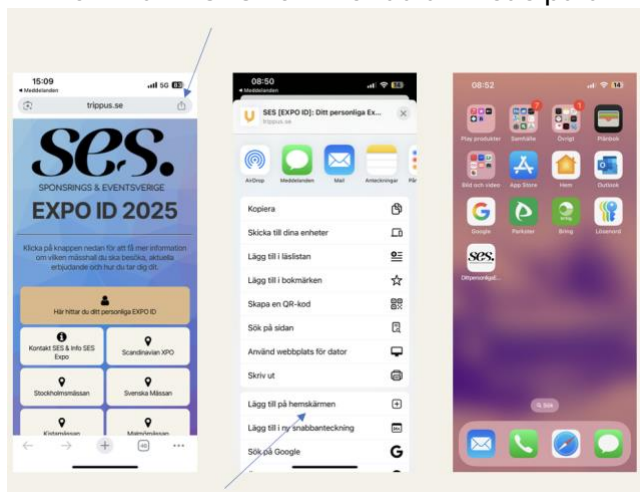 15:09
Meddelanden
5G
trippus.se
ses.
SPONSRINGS & EVENTSVERIGE
EXPO ID 2025
Klicka på knappen nedan för att få mer information
om vilken mässhall du ska besöka, aktuella
erbjudande och hur du tar dig dit.
Här hittar du ditt personliga EXPO ID
Kontakt SES & Info SES
Expo
Scandinavian XPO
Stockholmsmässan
Svenska Mässan
Kistamässan
Malmömässan
08:50
Meddelanden
SES [EXPO ID]: Ditt personliga Ex...
trippus.se
AirDrop
Meddelanden
Mail
Anteckningar
Kopiera
Skicka till dina enheter
Lägg till i läslistan
Lägg till i bokmärken
Skapa en QR-kod
Sök på sidan
Använd webbplats för dator
Skriv ut
Lägg till på hemskärmen
Lägg till i ny snabbanteckning
Sök på Google
08:52
7
1
Play produkter
Samhälle
Övrigt
Plånbok
Bild och video
App Store
Hem
Outlook
Google
Parkster
Bring
Lösenord
ses.
Dittpersonliga...
Sök